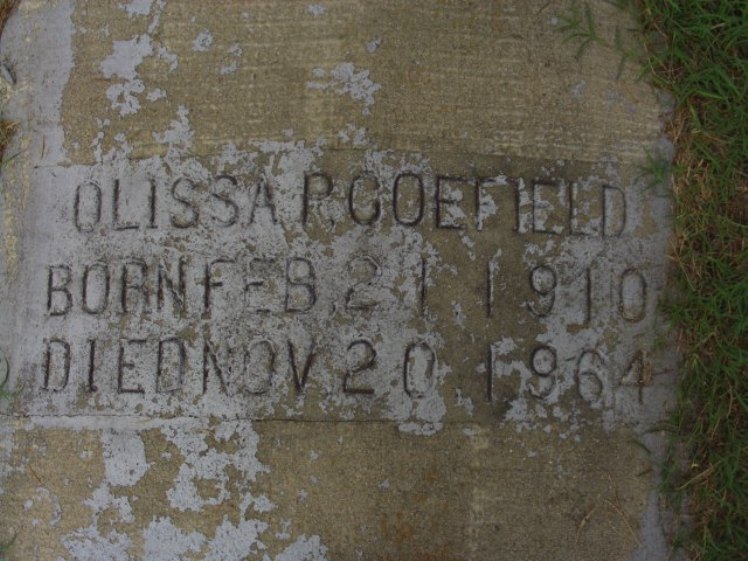 OLISSA P. COEFIELD
BORN FEB. 21 1910
DIED NOV 20 1964